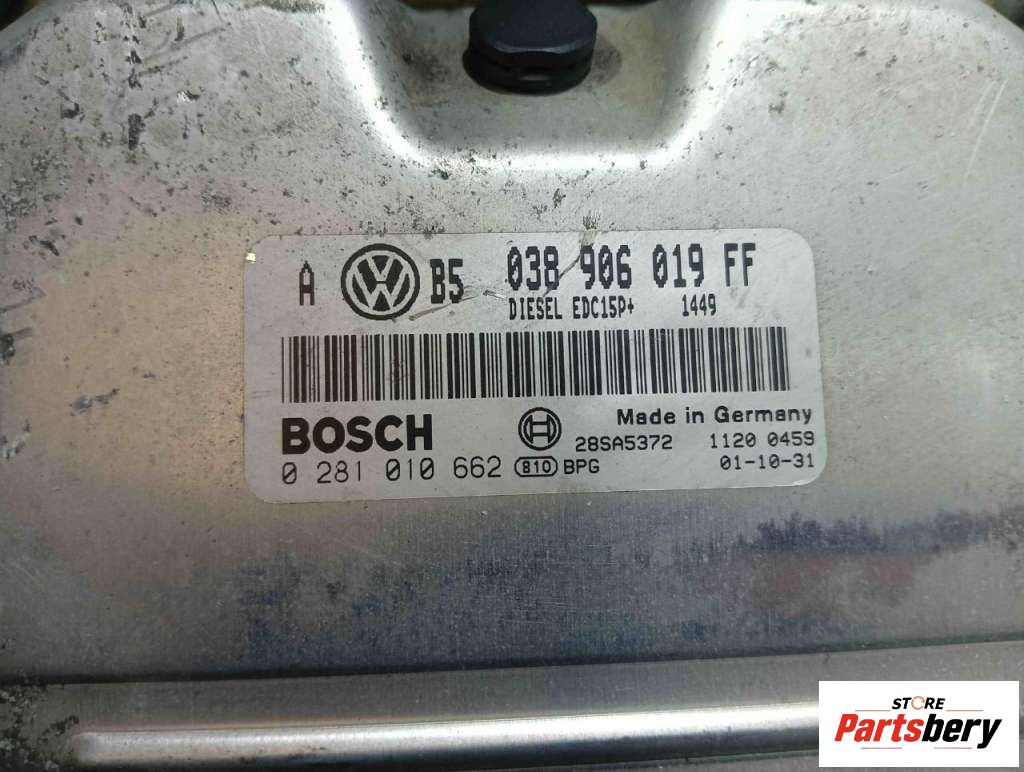 A VW B5 038 906 019 FF
DIESEL EDC15P+ 1449
BOSCH
Made in Germany
28SA5372 1120 0459
0 281 010 662 810 BPG 01-10-31
STORE
Partsbery